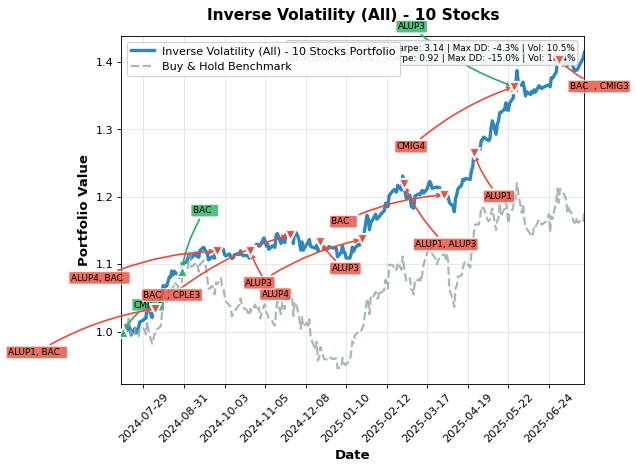 Inverse Volatility (All) - 10 Stocks
ALUP3
Inverse Volatility (All) - 10 Stocks Portfolio
Buy & Hold Benchmark
3.14 | Max DD: -4.3% | Vol: 10.5%
0.92 | Max DD: -15.0% | Vol:
BAC , CMIG3
CMIG4
ALUP1
BAC
BAC
ALUP1, ALUP3
ALUP3
ALUP4, BAC
ALUP3
ALUP4
, CPLE3
ALUP1, BAC
Portfolio Value
1.4
1.3
1.2
1.1
1.0
2024-07-29
2024-08-31
2024-10-03
2024-11-05
2024-12-08
2025-01-10
2025-02-12
2025-03-17
2025-04-19
2025-05-22
2025-06-24
Date